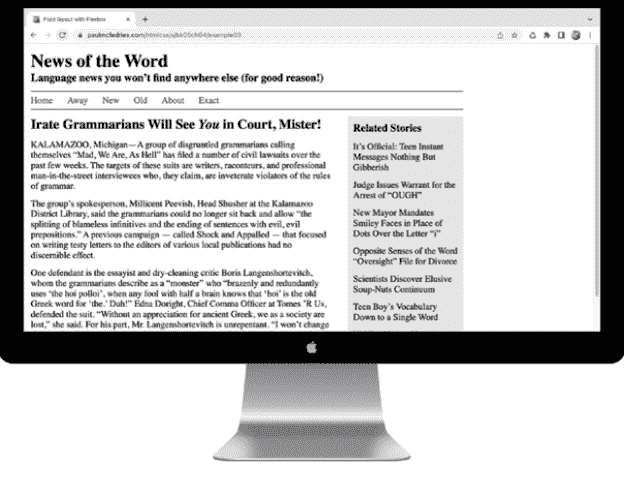 Fluid layout with Flexbox
paulmcfedries.com/htmlcssjs/bk05ch04/example03
News of the Word
Language news you won't find anywhere else (for good reason!)
Home Away New Old About Exact
Irate Grammarians Will See You in Court, Mister!
KALAMAZOO, Michigan—A group of disgruntled grammarians calling
themselves "Mad, We Are, As Hell" has filed a number of civil lawsuits over the
past few weeks. The targets of these suits are writers, raconteurs, and professional
man-in-the-street interviewees who, they claim, are inveterate violators of the rules
of grammar.
The group's spokesperson, Millicent Peevish, Head Shusher at the Kalamazoo
District Library, said the grammarians could no longer sit back and allow "the
splitting of blameless infinitives and the ending of sentences with evil, evil
prepositions." A previous campaign — called Shock and Appalled — that focused
on writing testy letters to the editors of various local publications had no
discernible effect.
One defendant is the essayist and dry-cleaning critic Boris Langenshortevitch,
whom the grammarians describe as a "monster" who "brazenly and redundantly
uses 'the hoi polloi', when any fool with half a brain knows that 'hoi' is the old
Greek word for 'the.' Duh!" Edna Doright, Chief Comma Officer at Tomes 'R Us,
defended the suit. "Without an appreciation for ancient Greek, we as a society are
lost," she said. For his part, Mr. Langenshortevitch is unrepentant. "I won't change
Related Stories
It's Official: Teen Instant
Messages Nothing But
Gibberish
Judge Issues Warrant for the
Arrest of "OUGH"
New Mayor Mandates
Smiley Faces in Place of
Dots Over the Letter "i"
Opposite Senses of the Word
"Oversight" File for Divorce
Scientists Discover Elusive
Soup-Nuts Continuum
Teen Boy's Vocabulary
Down to a Single Word